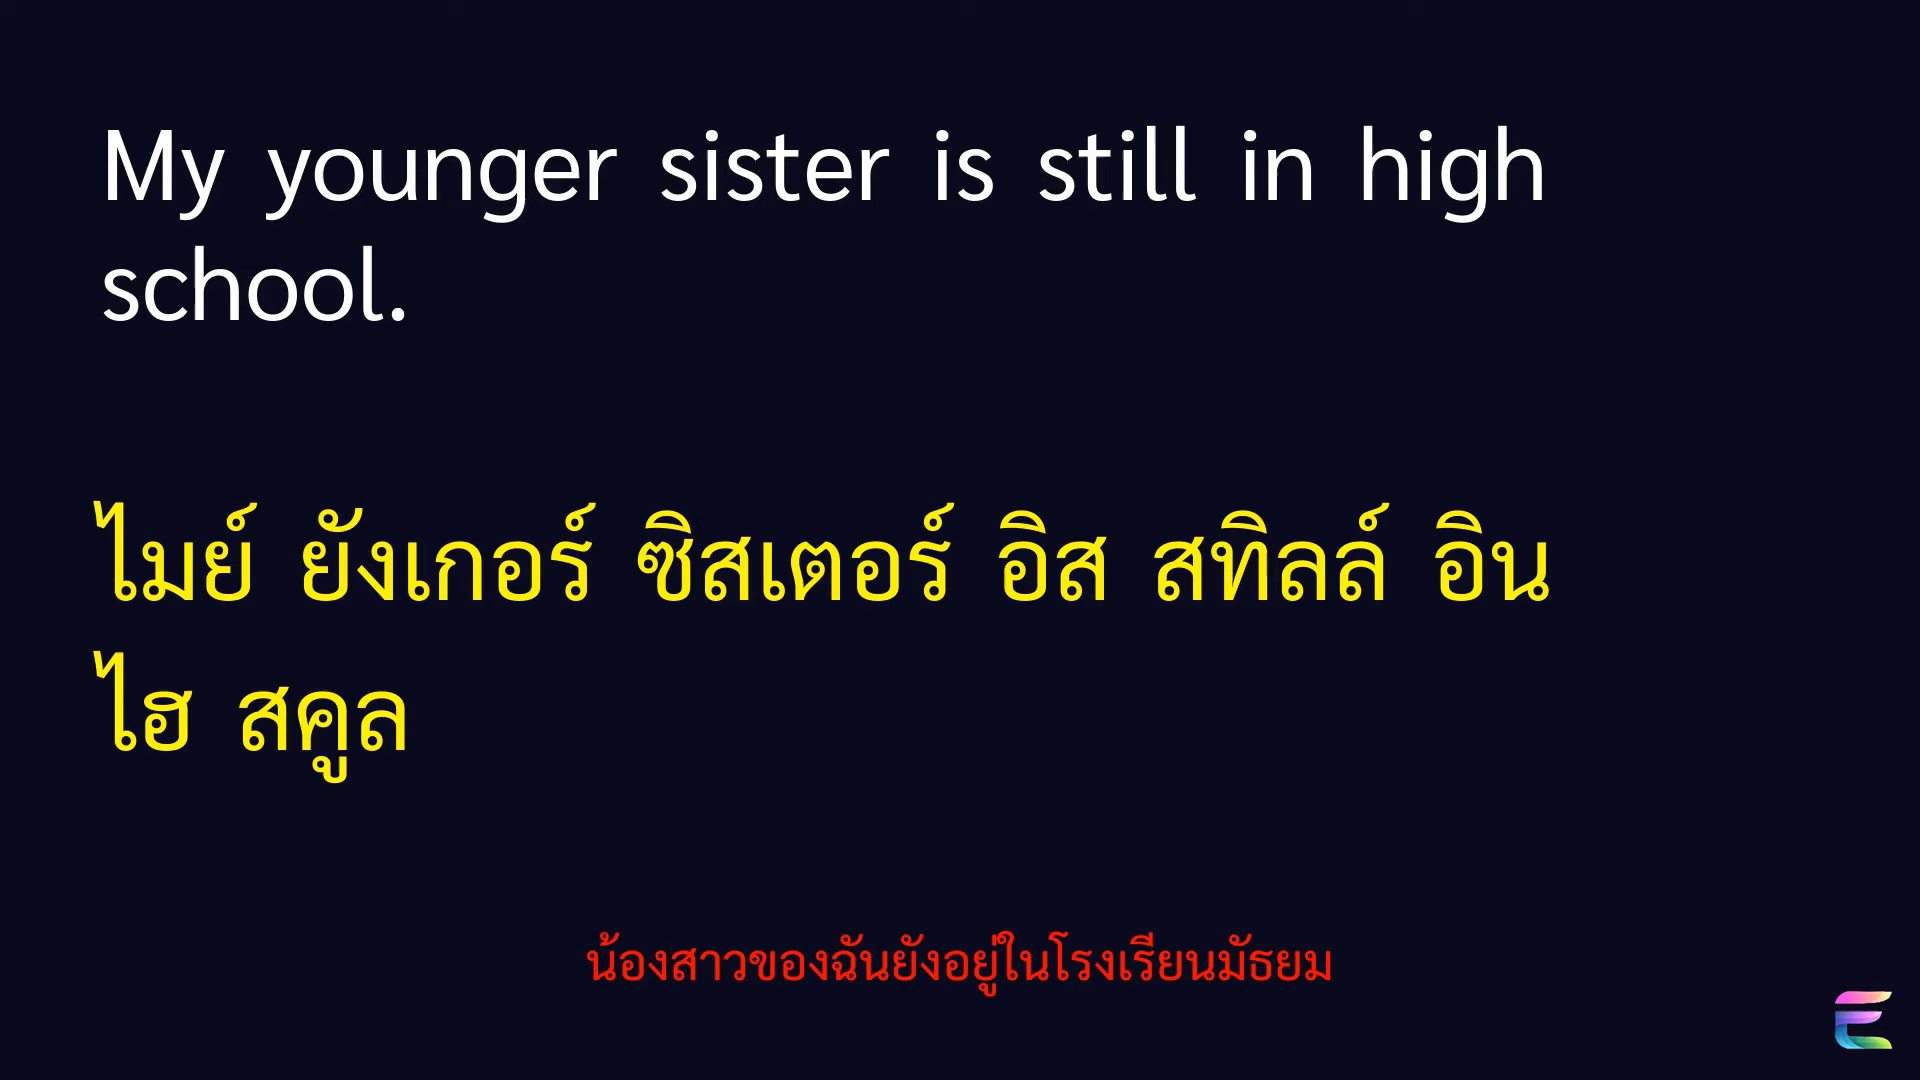 My younger sister is still in high
school.
ไมย์ ยังเกอร์ ซิสเตอร์ อิส สทิลล์ อิน
ไฮ สคูล
น้องสาวของฉันยังอยู่ในโรงเรียนมัธยม